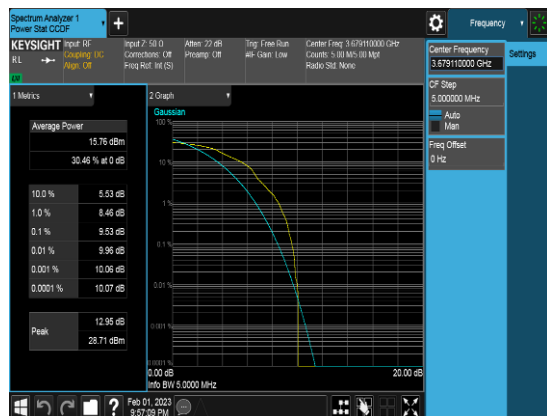 Spectrum Analyzer 1
Power Stat CCDF
Frequency
KEYSIGHT
RL
Input: RF
Coupling: DC
Align: Off
Input Z: 50 Ω
Corrections: Off
Freq Ref: Int (S)
Atten: 22 dB
Preamp: Off
Trig: Free Run
#IF Gain: Low
Center Freq: 3.679110000 GHz
Counts: 5.00 M/5.00 Mpt
Radio Std: None
Center Frequency
3.679110000 GHz
Settings
CF Step
5.000000 MHz
Auto
Man
Freq Offset
0 Hz
1 Metrics
Average Power
15.76 dBm
30.46 % at 0 dB
10.0 % 5.53 dB
1.0 % 8.46 dB
0.1 % 9.53 dB
0.01 % 9.96 dB
0.001 % 10.06 dB
0.0001 % 10.07 dB
Peak
12.95 dB
28.71 dBm
2 Graph
Gaussian
100 %
10 %
1 %
0.1 %
0.01 %
0.001 %
0.0001 %
0.00 dB
20.00 dB
Info BW 5.0000 MHz
Feb 01, 2023
9:57:09 PM